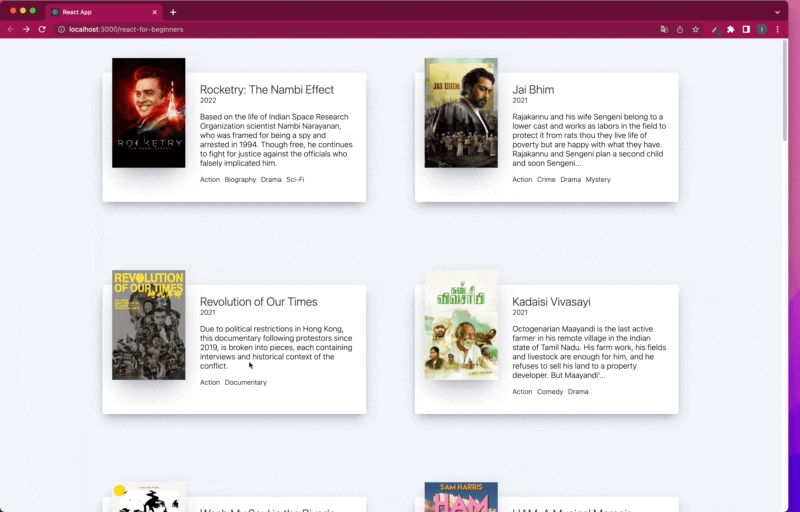 React App
localhost:3000/react-for-beginners
ROCKETRY
Rocketry: The Nambi Effect
2022
Based on the life of Indian Space Research
Organization scientist Nambi Narayanan,
who was framed for being a spy and
arrested in 1994. Though free, he continues
to fight for justice against the officials who
falsely implicated him.
Action Biography Drama Sci-Fi
JAI BHIM
Jai Bhim
2021
Rajakannu and his wife Sengeni belong to a
lower cast and works as labors in the field to
protect it from rats thou they live life of
poverty but are happy with what they have.
Rajakannu and Sengeni plan a second child
and soon Sengeni...
Action Crime Drama Mystery
REVOLUTION
OF OUR TIMES
Revolution of Our Times
2021
Due to political restrictions in Hong Kong,
this documentary following protestors since
2019, is broken into pieces, each containing
interviews and historical context of the
conflict.
Action Documentary
கடைசி
விவசாயி
Kadaisi Vivasayi
2021
Octogenarian Maayandi is the last active
farmer in his remote village in the Indian
state of Tamil Nadu. His farm work, his fields
and livestock are enough for him, and he
refuses to sell his land to a property
developer. But Maayandi'...
Action Comedy Drama
SAM HARRIS
HAM